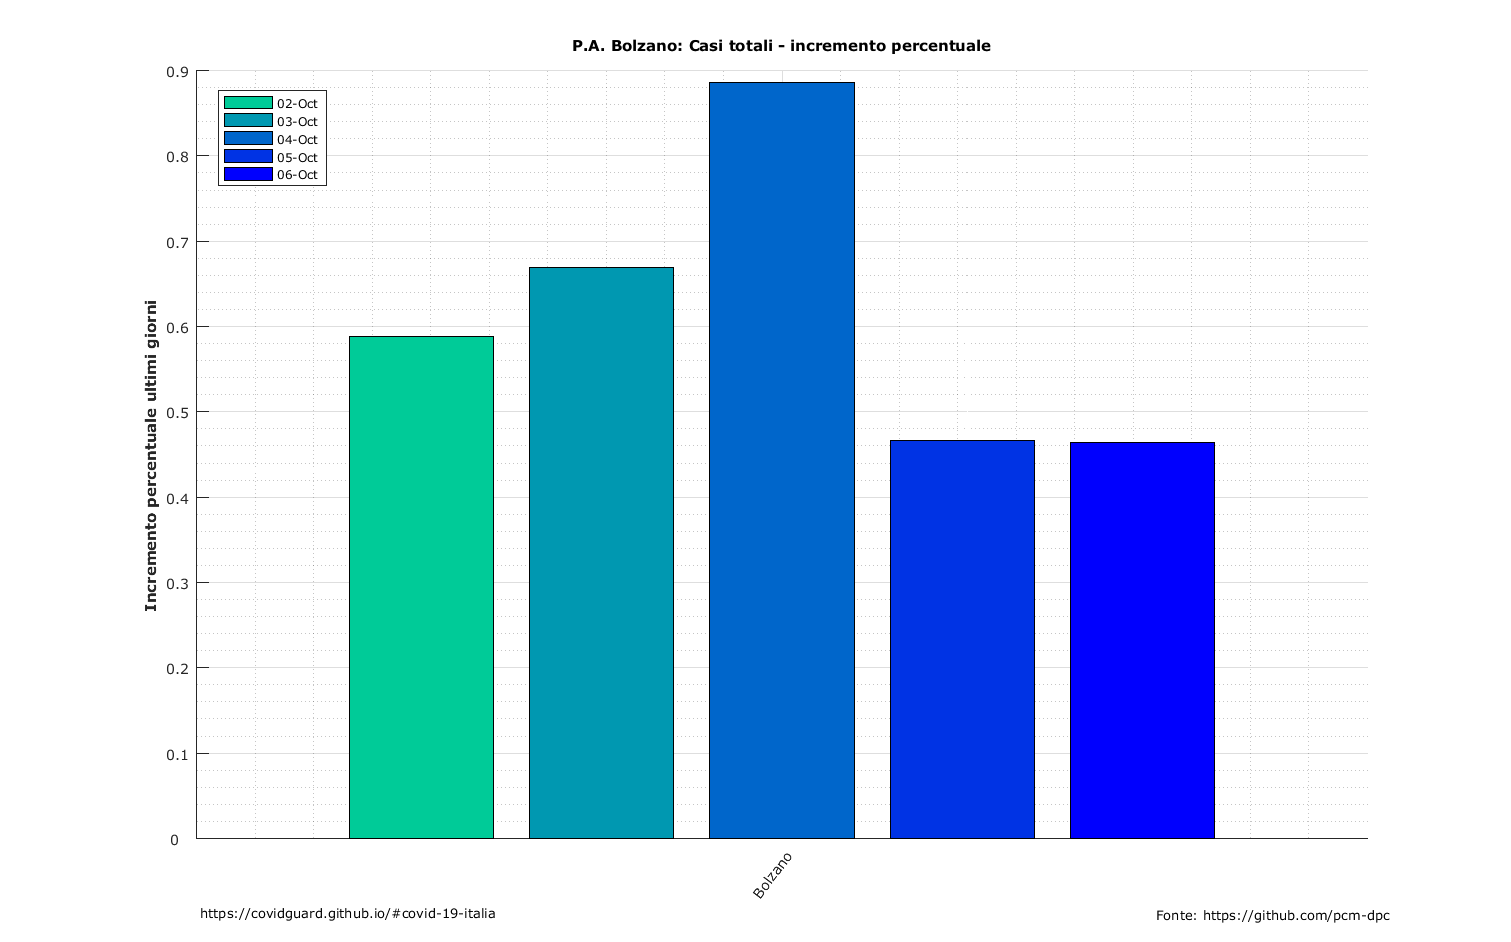 P.A. Bolzano: Casi totali - incremento percentuale
02-Oct
03-Oct
04-Oct
05-Oct
06-Oct
Incremento percentuale ultimi giorni
0.9
0.8
0.7
0.6
0.5
0.4
0.3
0.2
0.1
0
Bolzano
https://covidguard.github.io/#covid-19-italia
Fonte: https://github.com/pcm-dpc